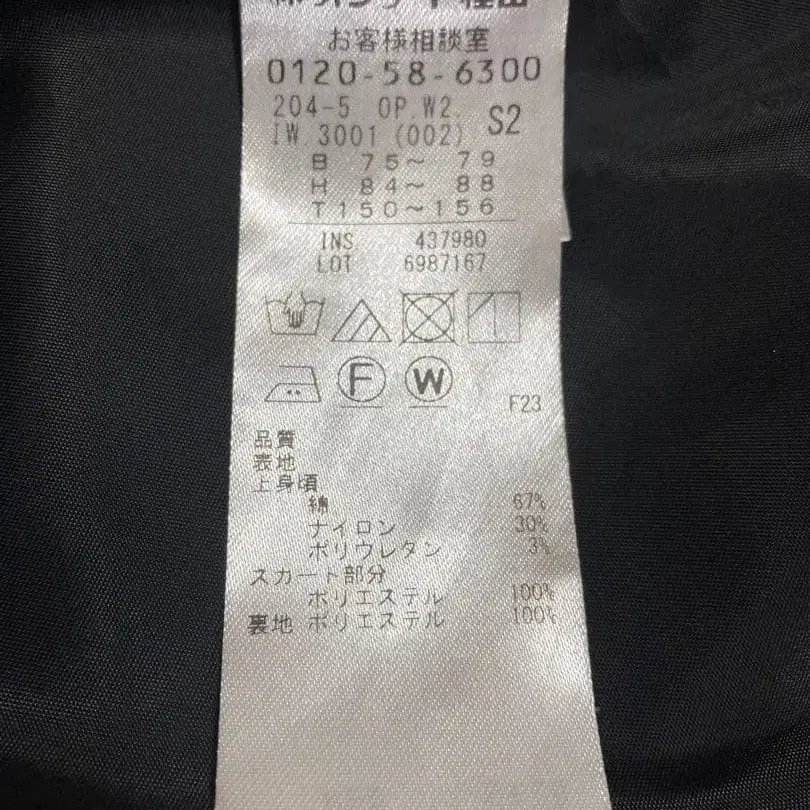 お客様相談室
0120-58-6300
204-5 OP.W2.
IW.3001(002) S2
B 75～ 79
H 84～ 88
T150～156
INS 437980
LOT 6987167
F W
F23
品質
表地
上身頃
綿 67%
ナイロン 30%
ポリウレタン 3%
スカート部分
ポリエステル 100%
裏地 ポリエステル 100%